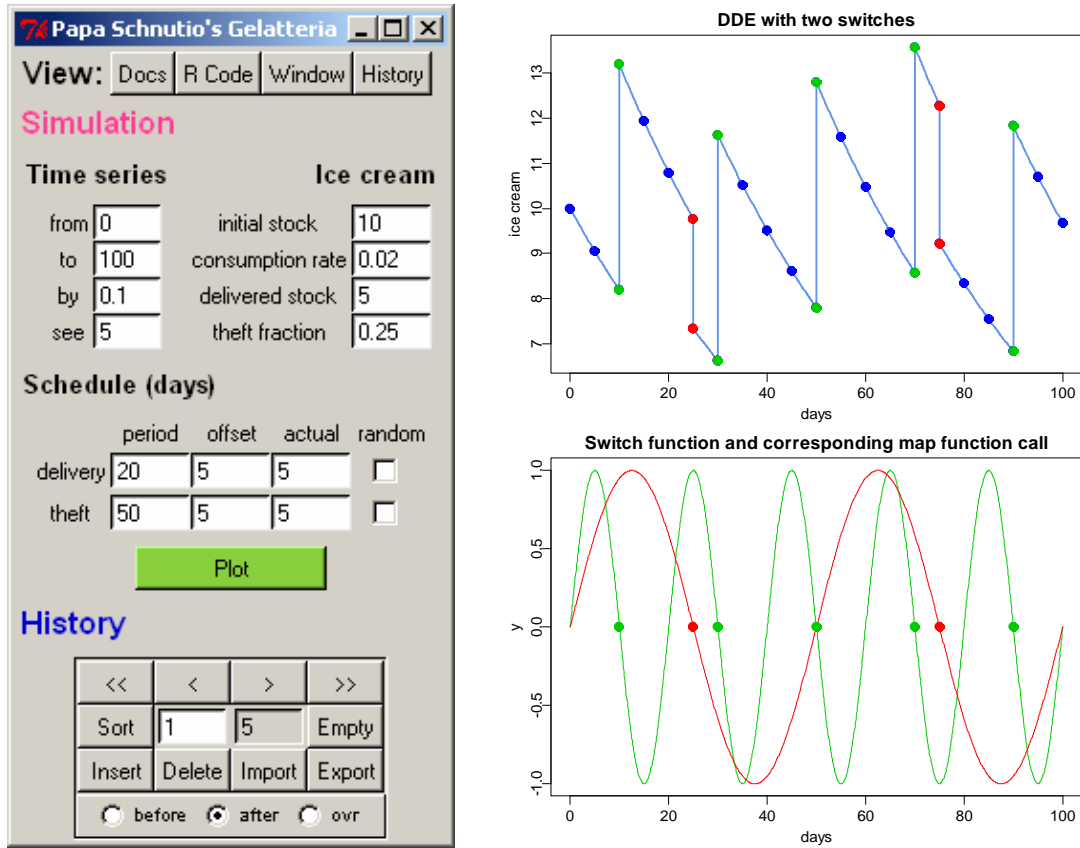 Papa Schnutio's Gelatteria
View: Docs R Code Window History
Simulation
Time series Ice cream
from 0 initial stock 10
to 100 consumption rate 0.02
by 0.1 delivered stock 5
see 5 theft fraction 0.25
Schedule (days)
period offset actual random
delivery 20 5 5
theft 50 5 5
Plot
History
<< < > >>
Sort 1 5 Empty
Insert Delete Import Export
before after ovr
DDE with two switches
ice cream
13
12
11
10
9
8
7
0 20 40 60 80 100
days
Switch function and corresponding map function call
y
1.0
0.5
0.0
-0.5
-1.0
0 20 40 60 80 100
days